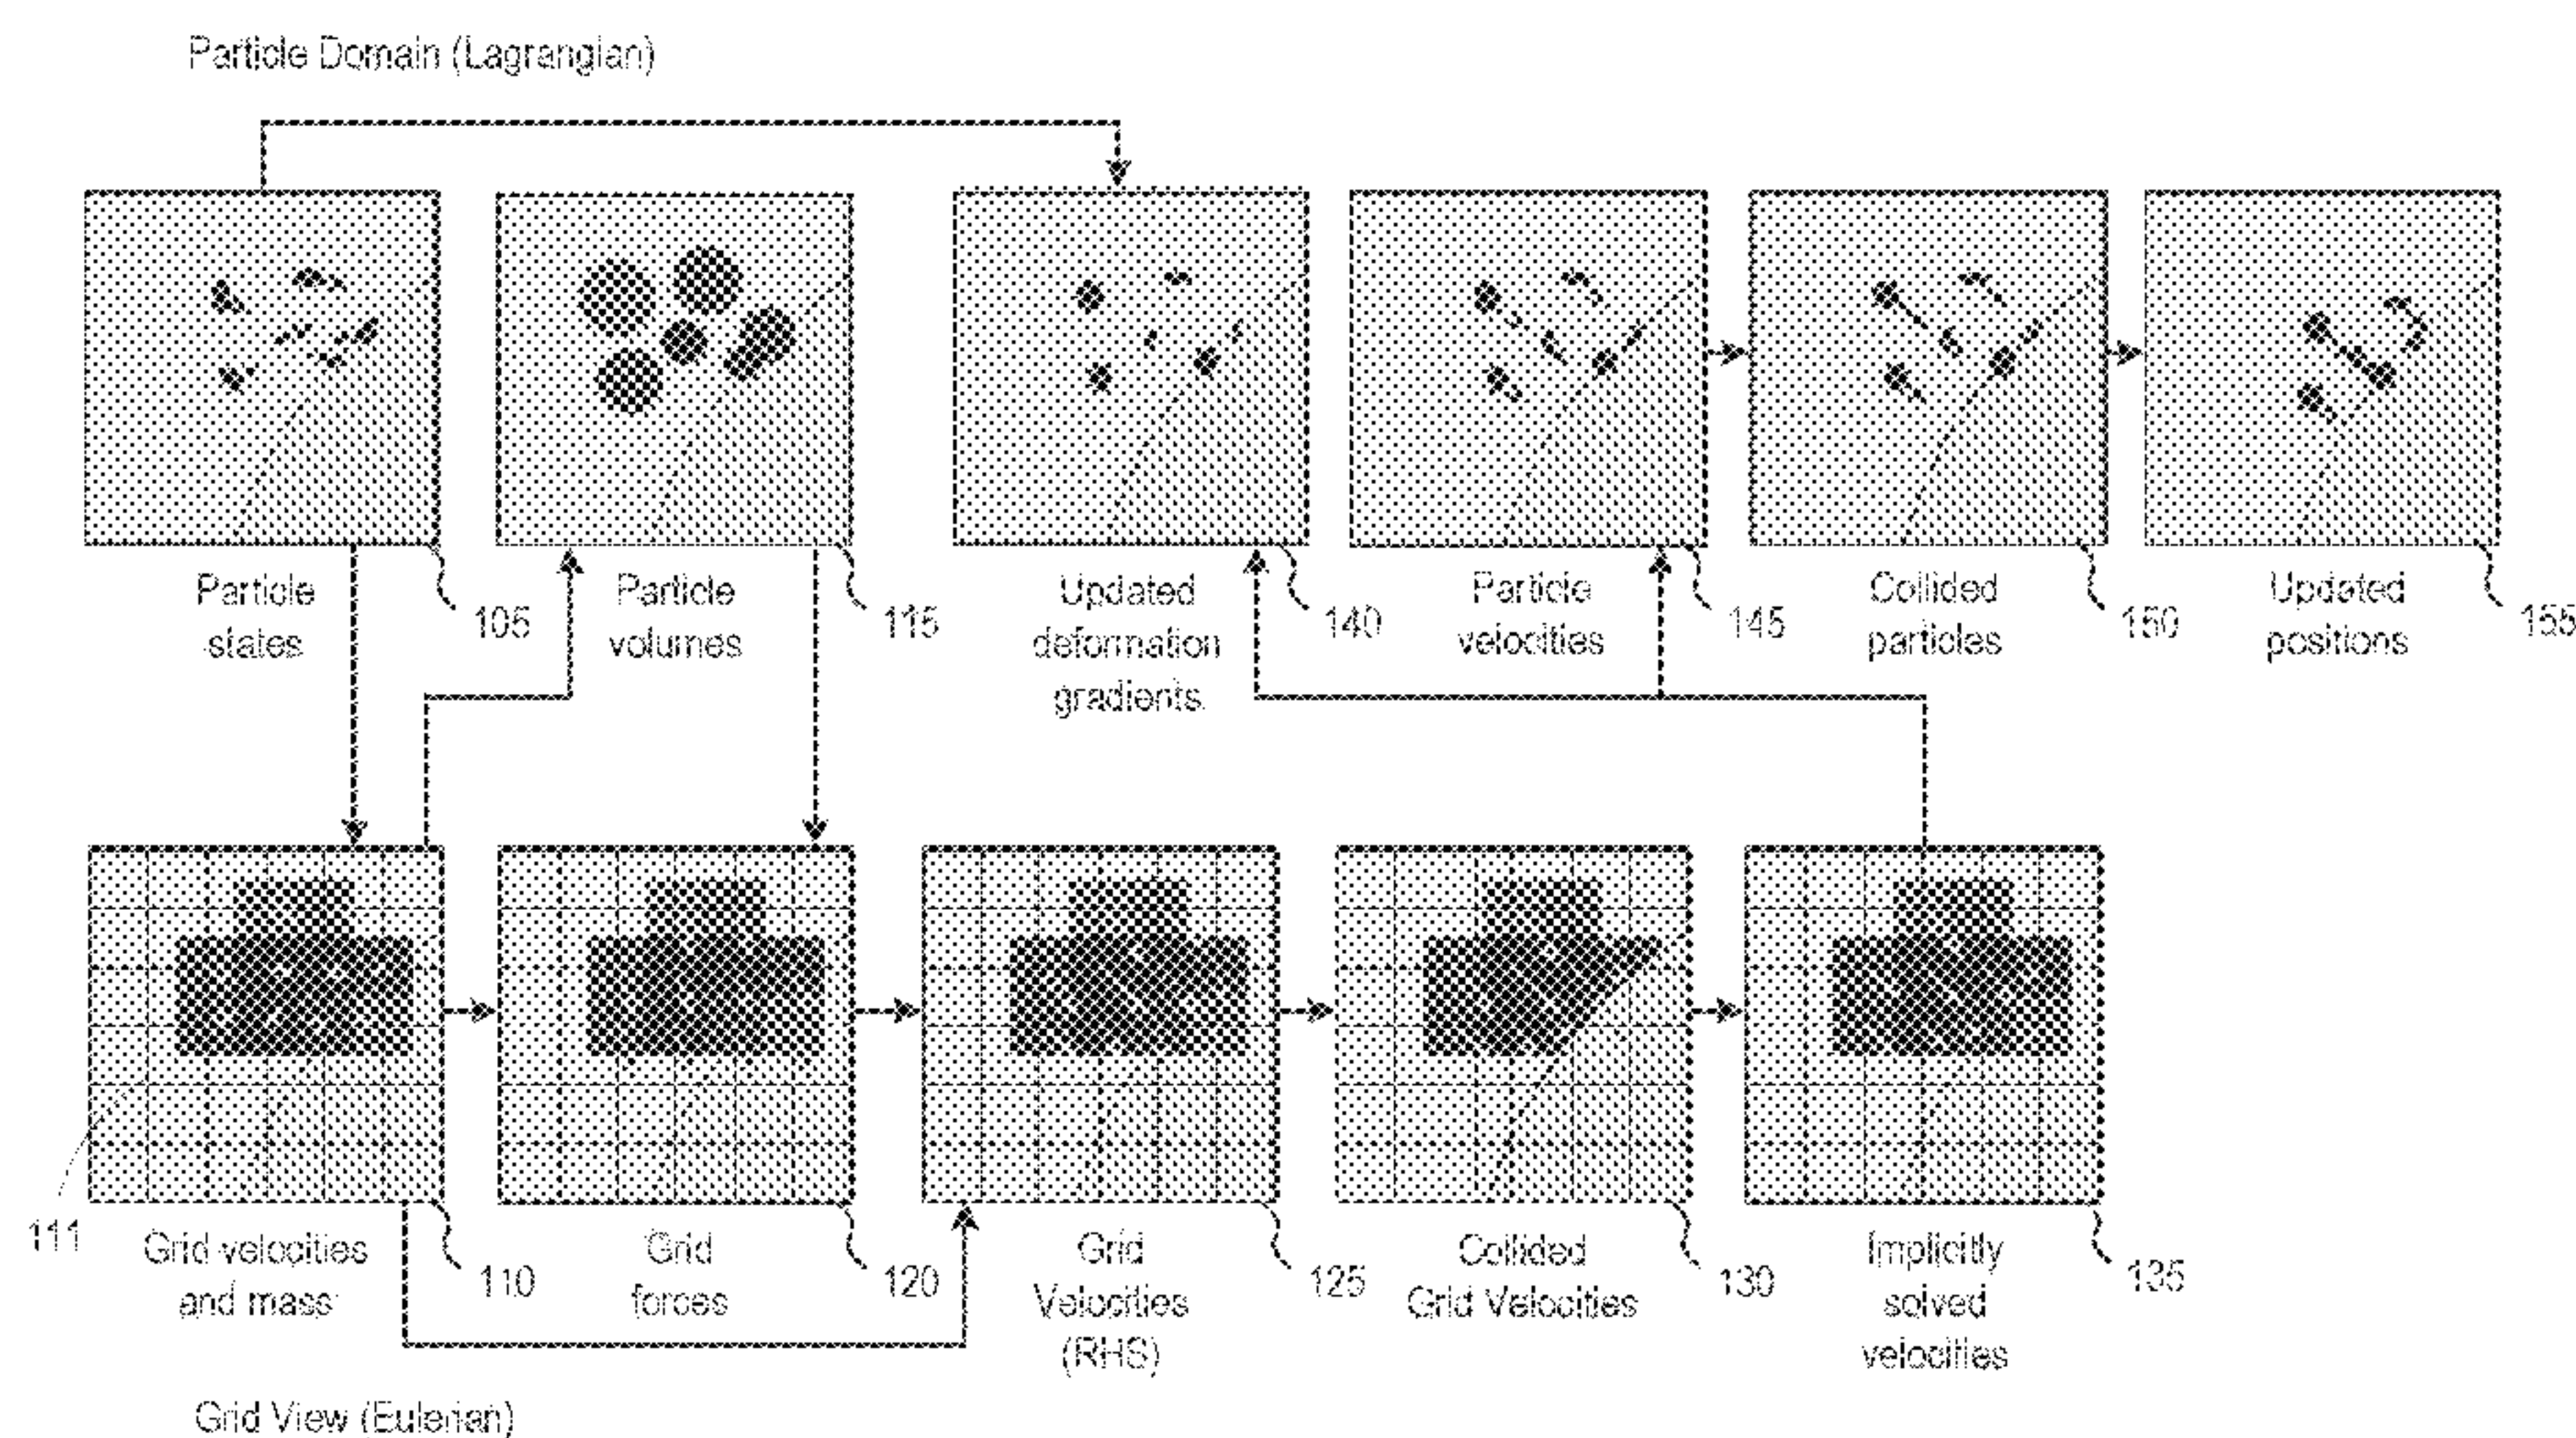 Particle Domain (Lagrangian)
Particle
states
105
Particle
volumes
115
Updated
deformation
gradients
140
Particle
velocities
145
Collided
particles
150
Updated
positions
155
111
Grid velocities
and mass
110
Grid
forces
120
Grid
Velocities
(RHS)
125
Collided
Grid Velocities
130
Implicitly
solved
velocities
135
Grid View (Eulerian)